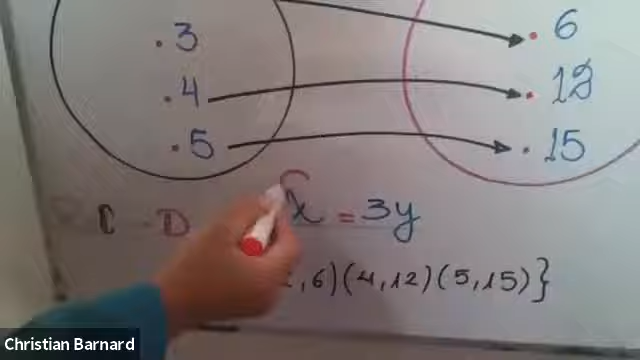 .3
.6
.4
.12
.5
.15
C - D
x = 3y
,6)(4,12)(5,15)}
Christian Barnard